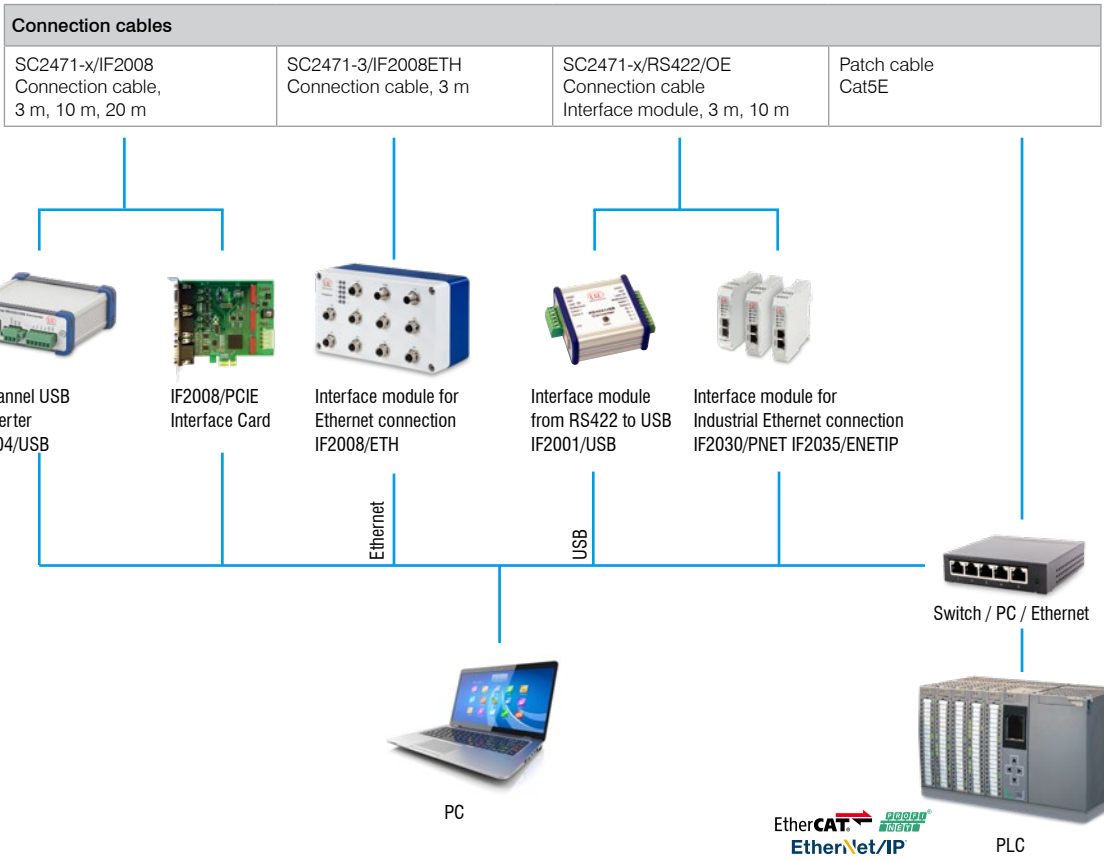 Connection cables
SC2471-x/IF2008
Connection cable,
3 m, 10 m, 20 m
SC2471-3/IF2008ETH
Connection cable, 3 m
SC2471-x/RS422/OE
Connection cable
Interface module, 3 m, 10 m
Patch cable
Cat5E
annel USB
erter
04/USB
IF2008/PCIE
Interface Card
Interface module for
Ethernet connection
IF2008/ETH
Interface module
from RS422 to USB
IF2001/USB
Interface module for
Industrial Ethernet connection
IF2030/PNET IF2035/ENETIP
Ethernet
USB
Switch / PC / Ethernet
PC
EtherCAT®
PROFI®
NET
EtherNet/IP
PLC